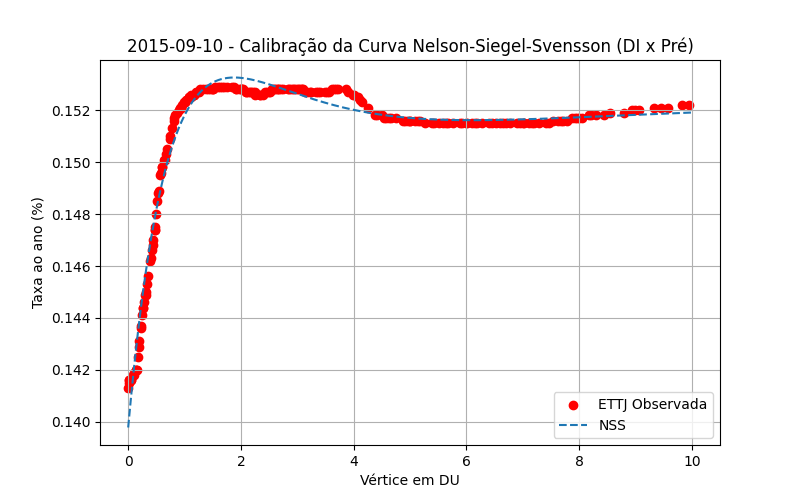 2015-09-10 - Calibração da Curva Nelson-Siegel-Svensson (DI x Pré)
Taxa ao ano (%)
0.152
0.150
0.148
0.146
0.144
0.142
0.140
ETTJ Observada
NSS
0 2 4 6 8 10
Vértice em DU